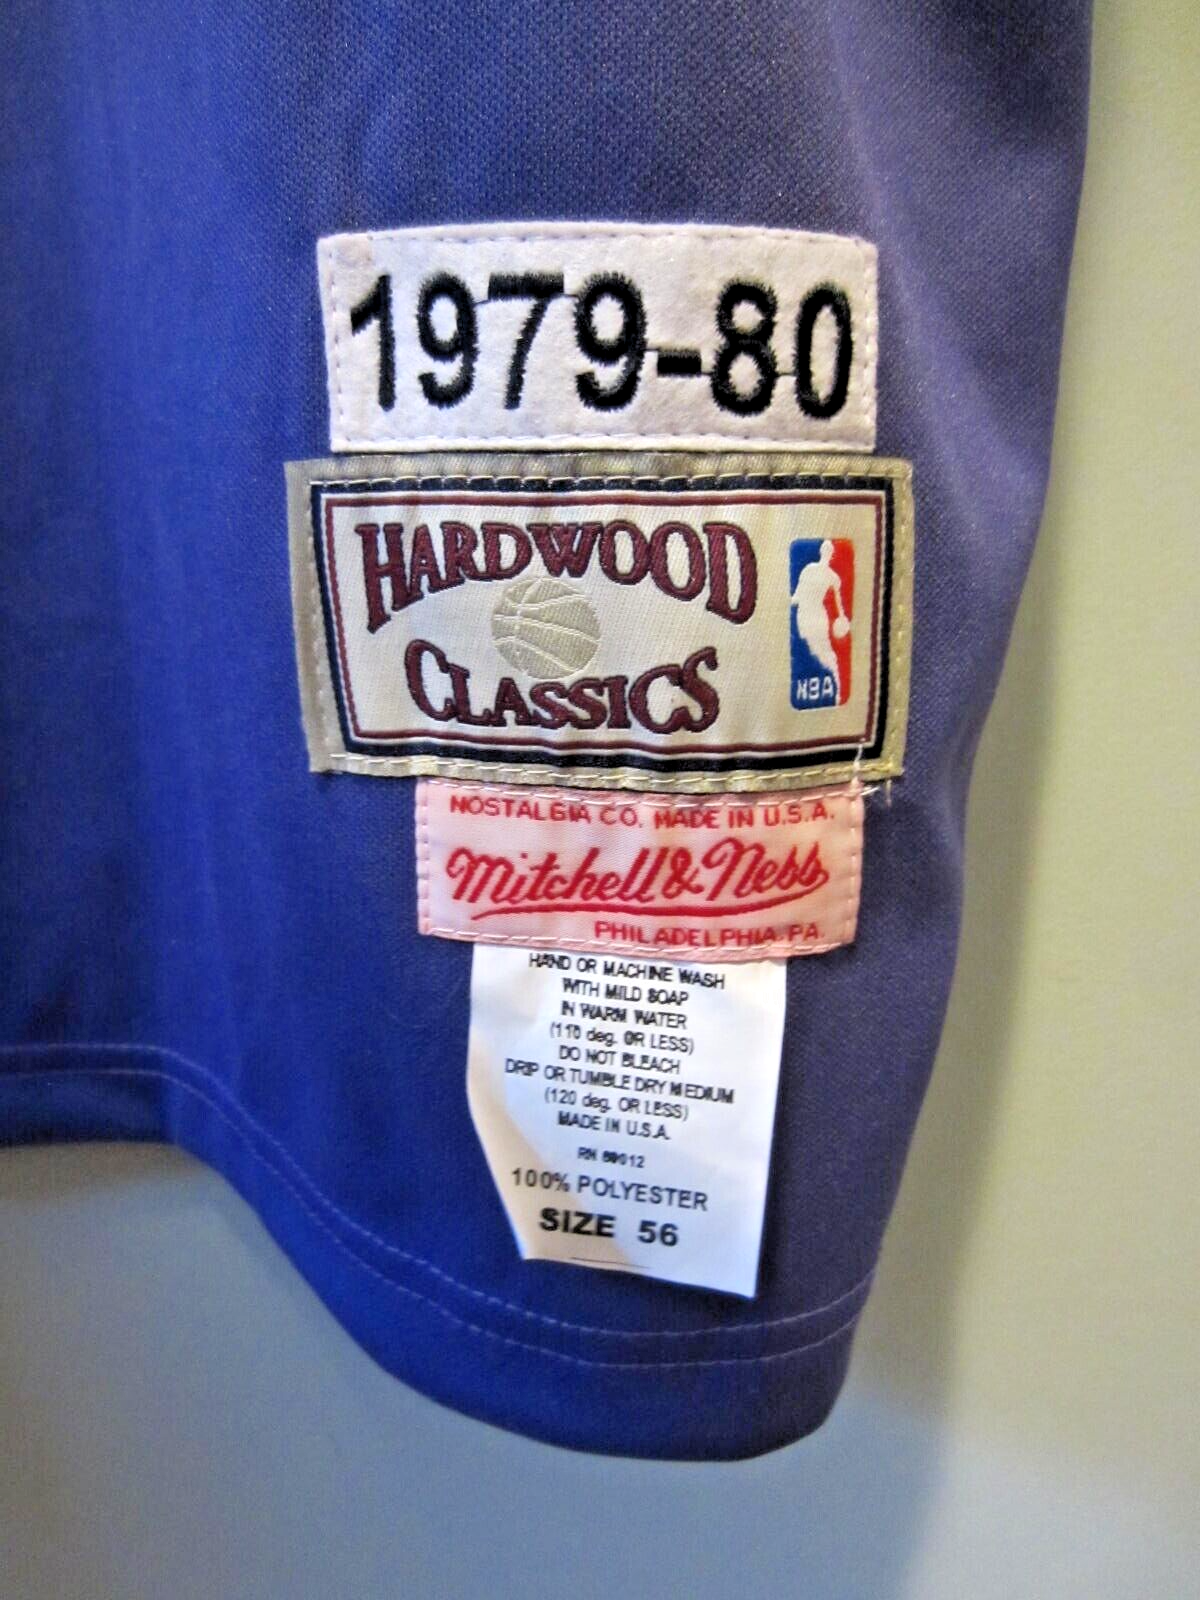 1979-80
HARDWOOD
CLASSICS
NBA
NOSTALGIA CO. MADE IN U.S.A.
Mitchell & Ness
PHILADELPHIA, PA.
HAND OR MACHINE WASH
WITH MILD SOAP
IN WARM WATER
(110 deg. OR LESS)
DO NOT BLEACH
DRIP OR TUMBLE DRY MEDIUM
(120 deg. OR LESS)
MADE IN U.S.A.
RN
100% POLYESTER
SIZE 56